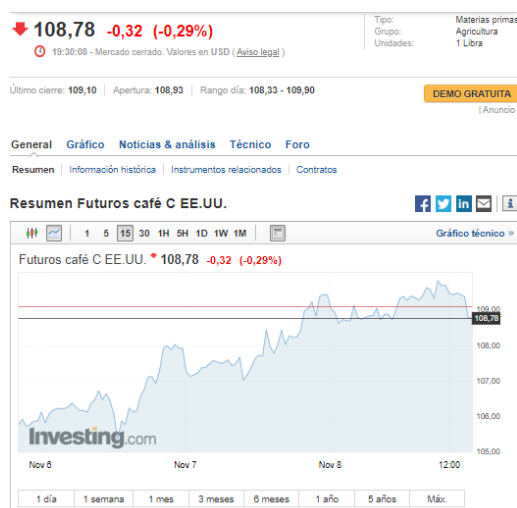 108,78 -0,32 (-0,29%)
19:30:08 - Mercado cerrado. Valores en USD ( Aviso legal )
Tipo: Materias primas
Grupo: Agricultura
Unidades: 1 Libra
Último cierre: 109,10 | Apertura: 108,93 | Rango día: 108,33 - 109,90
DEMO GRATUITA
| Anuncio
General Gráfico Noticias & análisis Técnico Foro
Resumen | Información histórica | Instrumentos relacionados | Contratos
Resumen Futuros café C EE.UU.
1 5 15 30 1H 5H 1D 1W 1M
Gráfico técnico »
Futuros café C EE.UU. 108,78 -0,32 (-0,29%)
109,00
108,78
108,00
107,00
106,00
105,00
Investing.com
Nov 6 Nov 7 Nov 8 12:00
1 día 1 semana 1 mes 3 meses 6 meses 1 año 5 años Máx.